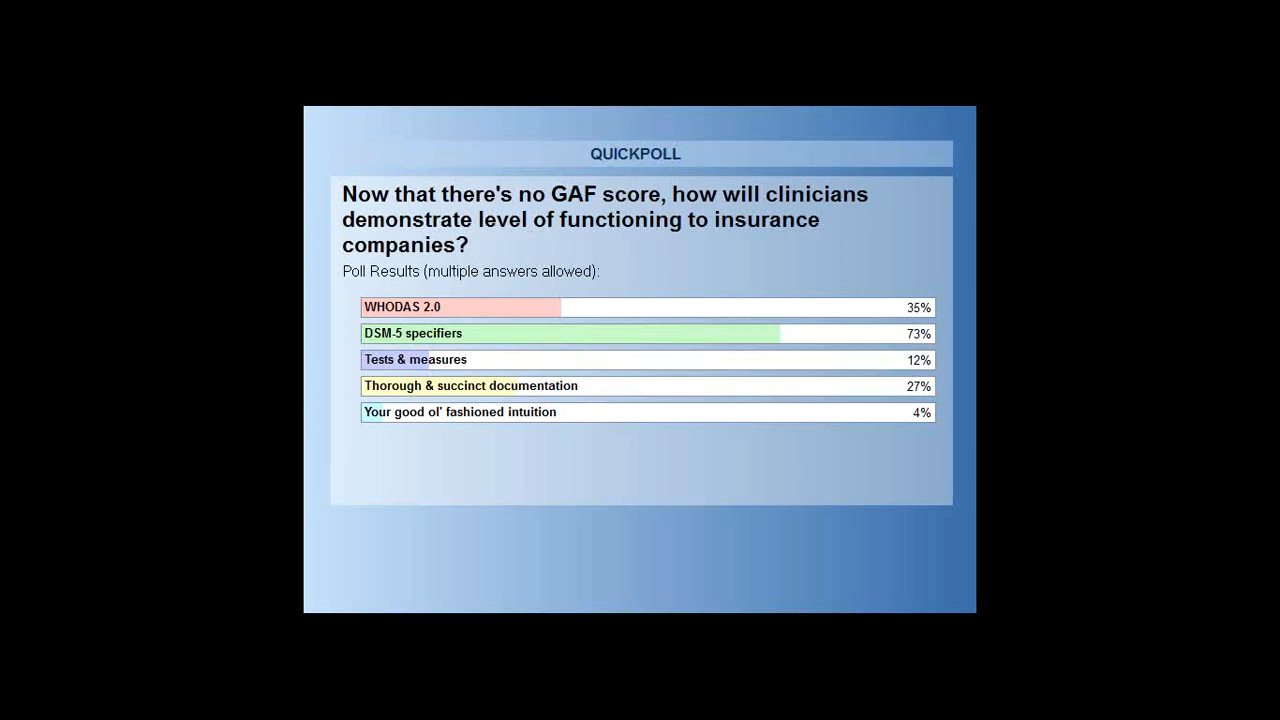 QUICKPOLL
Now that there's no GAF score, how will clinicians
demonstrate level of functioning to insurance
companies?
Poll Results (multiple answers allowed):
WHODAS 2.0 35%
DSM-5 specifiers 73%
Tests & measures 12%
Thorough & succinct documentation 27%
Your good ol' fashioned intuition 4%